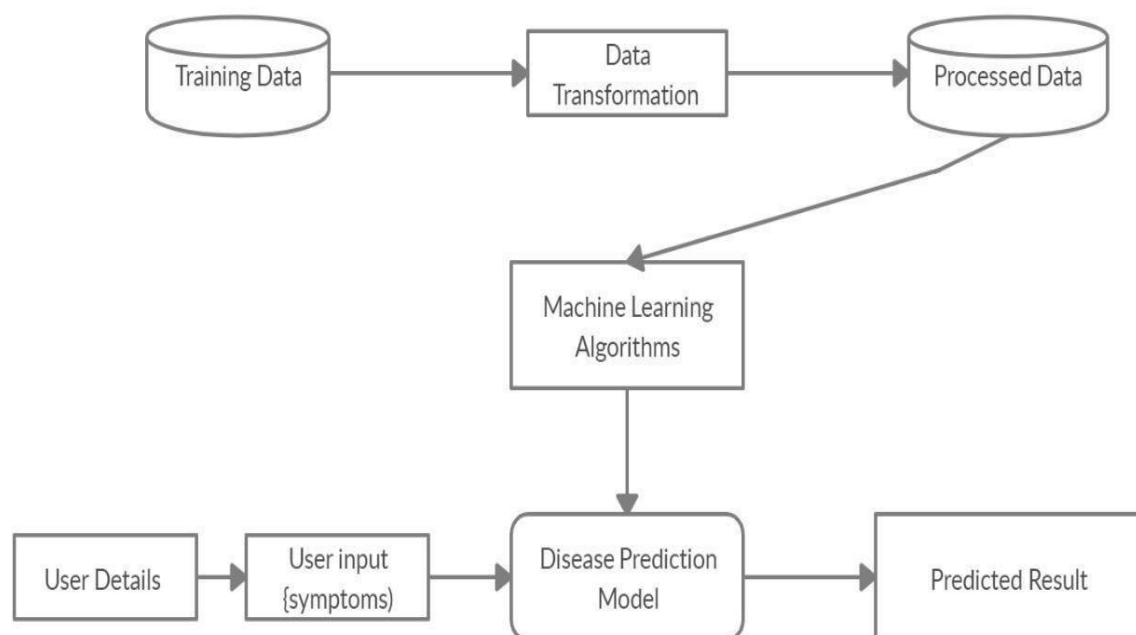 Training Data
Data
Transformation
Processed Data
Machine Learning
Algorithms
User Details
User input
{symptoms)
Disease Prediction
Model
Predicted Result